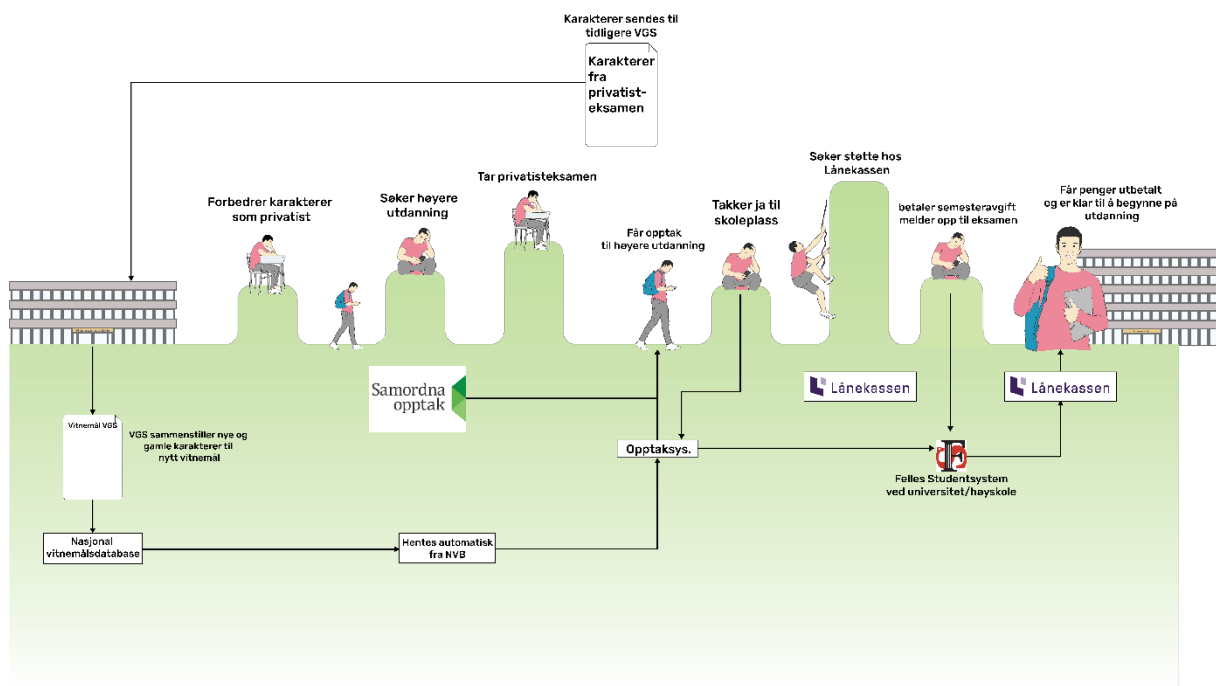 Karakterer sendes til
tidligere VGS
Karakterer
fra
privatist-
eksamen
Forbedrer karakterer
som privatist
Søker høyere
utdanning
Tar privatisteksamen
Får opptak
til høyere utdanning
Takker ja til
skoleplass
Søker støtte hos
Lånekassen
betaler semesteravgift
melder opp til eksamen
Får penger utbetalt
og er klar til å begynne på
utdanning
Samordna
opptak
Lånekassen
Lånekassen
Vitnemål VGS
VGS sammenstiller nye og
gamle karakterer til
nytt vitnemål
Opptaksys.
Felles Studentsystem
ved universitet/høyskole
Nasjonal
vitnemålsdatabase
Hentes automatisk
fra NVB